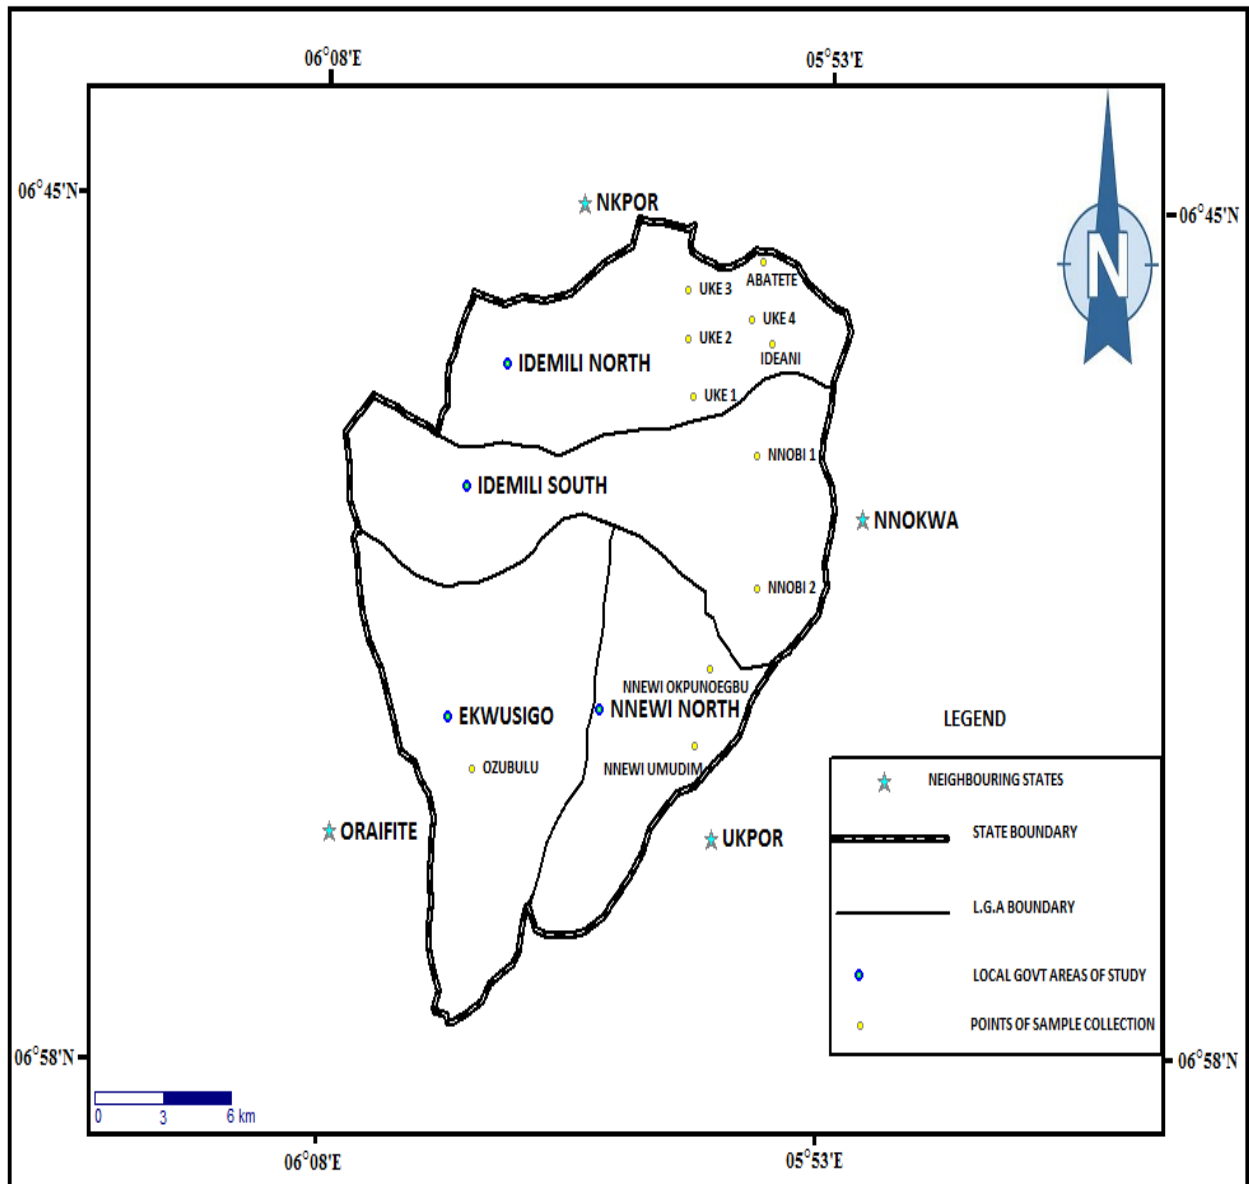 06°08'E
05°53'E
06°45'N
NKPOR
06°45'N
N
ABATETE
UKE 3
UKE 4
UKE 2
IDEANI
IDEMILI NORTH
UKE 1
NNOBI 1
IDEMILI SOUTH
NNOKWA
NNOBI 2
NNEWI OKPUNOEGBU
EKWUSIGO
NNEWI NORTH
OZUBULU
NNEWI UMUDIM
ORAIFITE
UKPOR
LEGEND
NEIGHBOURING STATES
STATE BOUNDARY
L.G.A BOUNDARY
LOCAL GOVT AREAS OF STUDY
POINTS OF SAMPLE COLLECTION
06°58'N
06°58'N
0 3 6 km
06°08'E
05°53'E